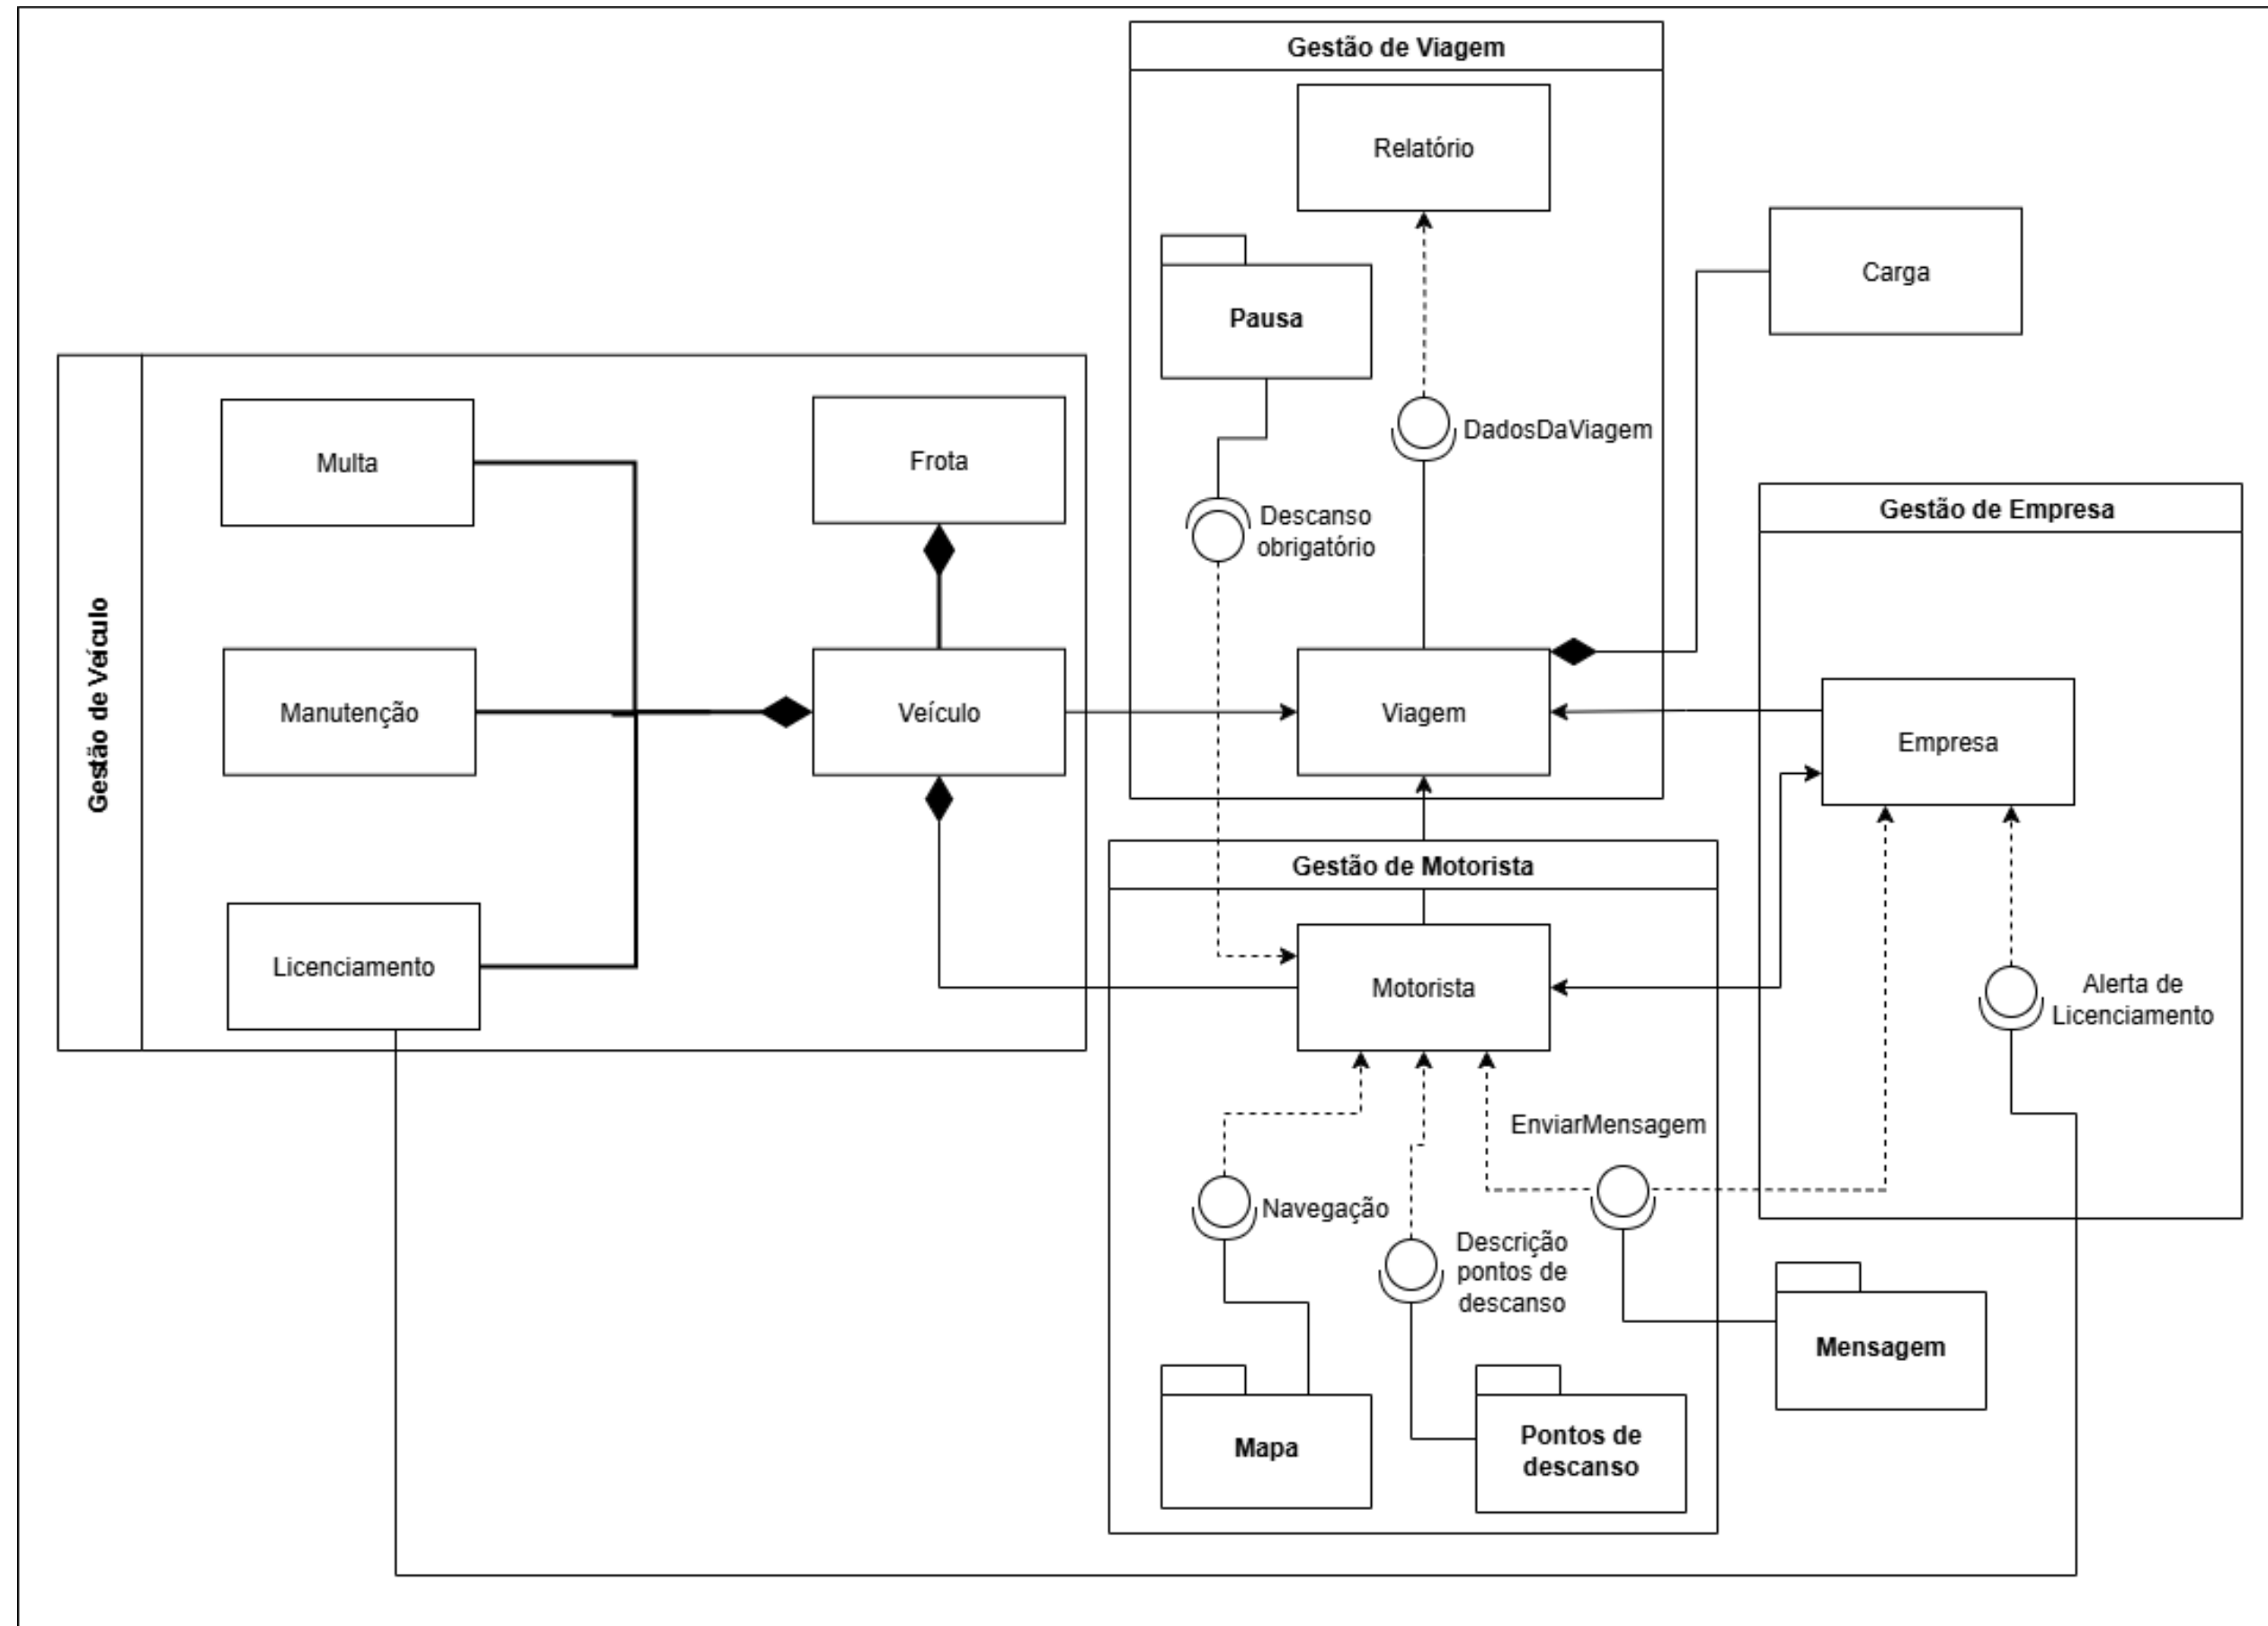 Gestão de Viagem
Relatório
Pausa
Carga
DadosDaViagem
Descanso
obrigatório
Viagem
Gestão de Veículo
Multa
Frota
Manutenção
Veículo
Licenciamento
Gestão de Empresa
Empresa
Alerta de
Licenciamento
Gestão de Motorista
Motorista
EnviarMensagem
Navegação
Descrição
pontos de
descanso
Mapa
Pontos de
descanso
Mensagem